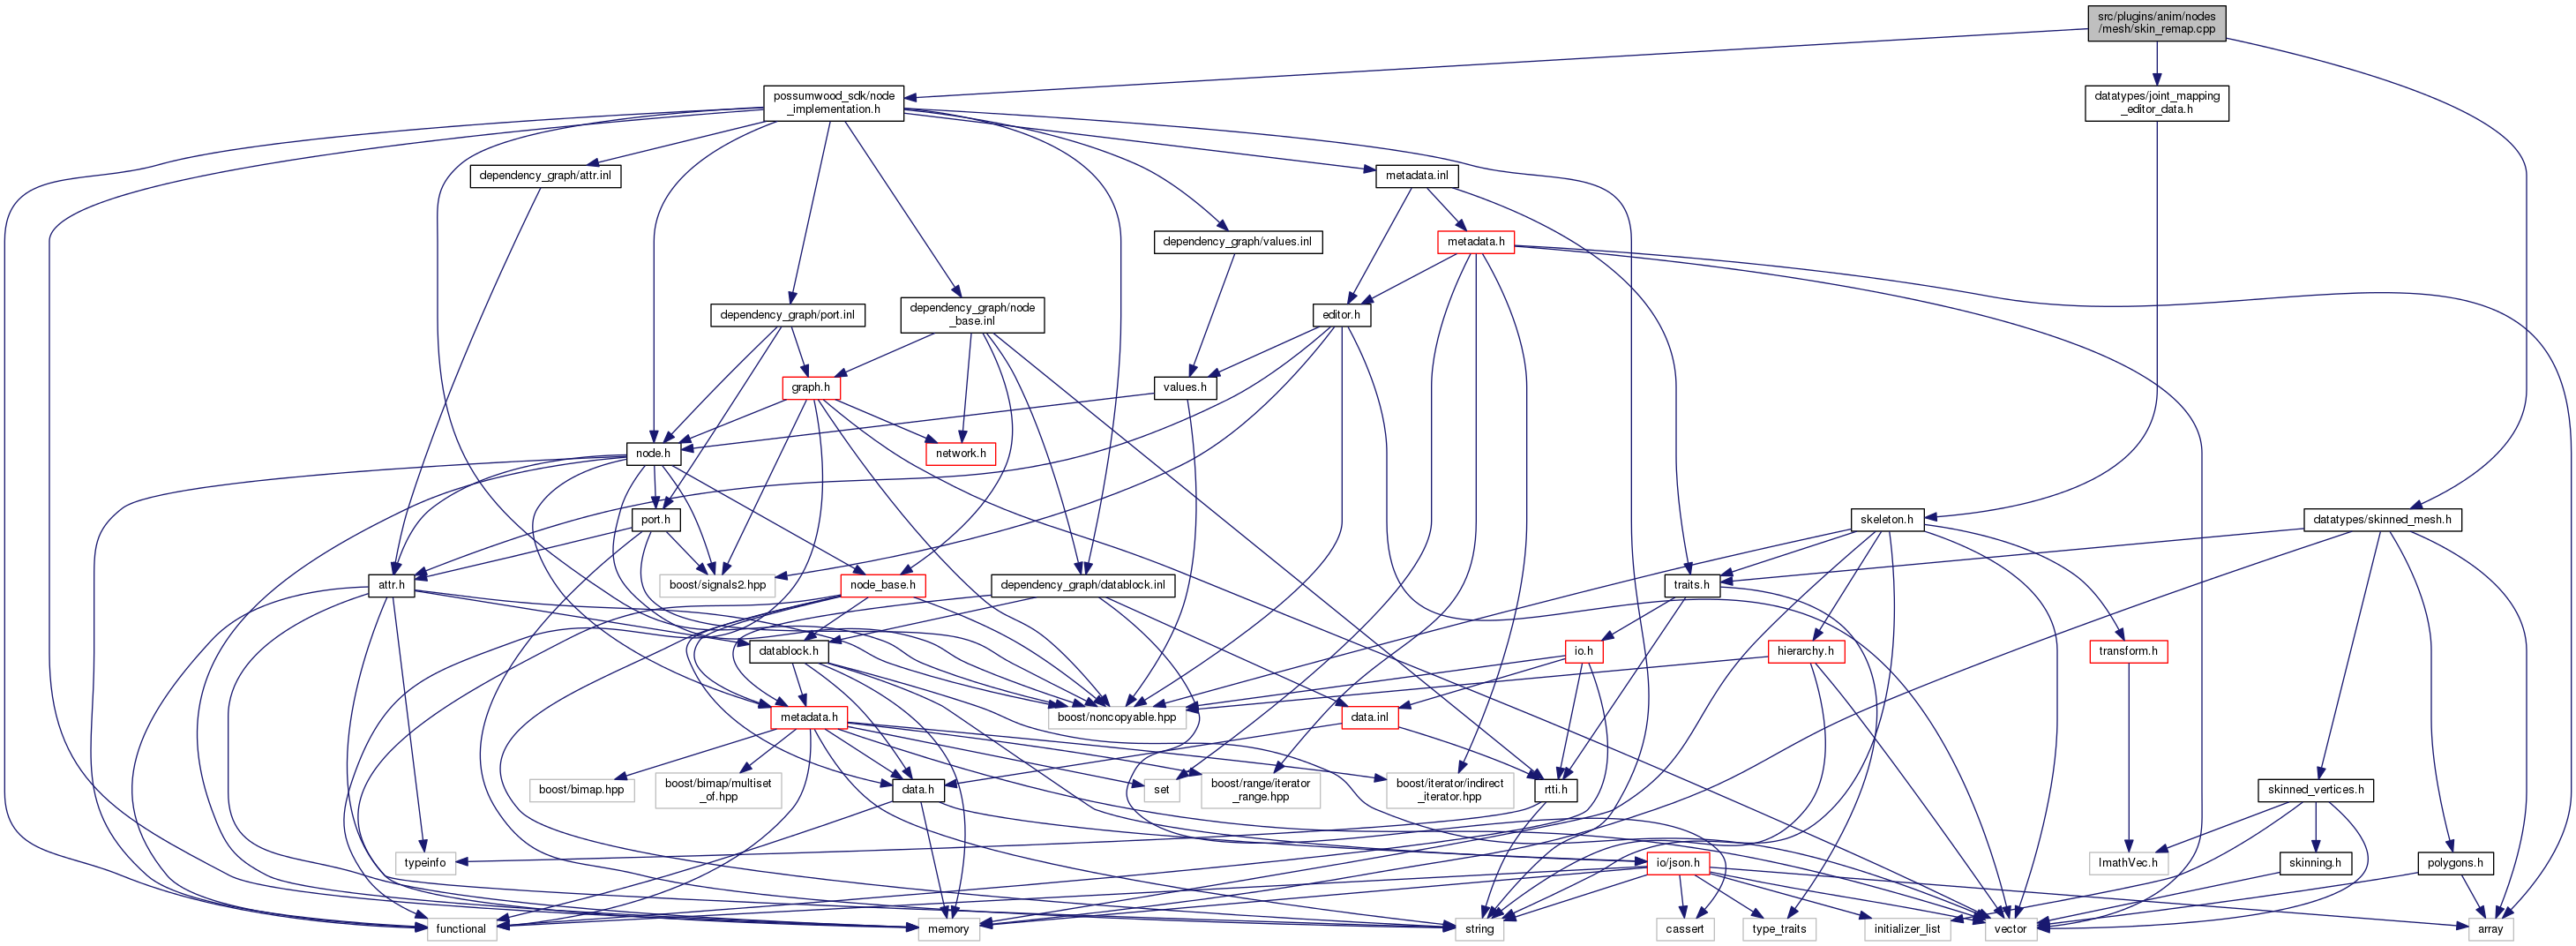 src/plugins/anim/nodes
/mesh/skin_remap.cpp
possumwood_sdk/node
_implementation.h
datatypes/joint_mapping
_editor_data.h
dependency_graph/attr.inl
metadata.inl
dependency_graph/values.inl
metadata.h
dependency_graph/port.inl
dependency_graph/node
_base.inl
editor.h
graph.h
values.h
node.h
network.h
port.h
skeleton.h
datatypes/skinned_mesh.h
attr.h
boost/signals2.hpp
node_base.h
dependency_graph/datablock.inl
traits.h
datablock.h
io.h
hierarchy.h
transform.h
metadata.h
boost/noncopyable.hpp
data.inl
boost/bimap.hpp
boost/bimap/multiset
_of.hpp
data.h
set
boost/range/iterator
_range.hpp
boost/iterator/indirect
_iterator.hpp
rtti.h
skinned_vertices.h
typeinfo
io/json.h
ImathVec.h
skinning.h
polygons.h
functional
memory
string
cassert
type_traits
initializer_list
vector
array